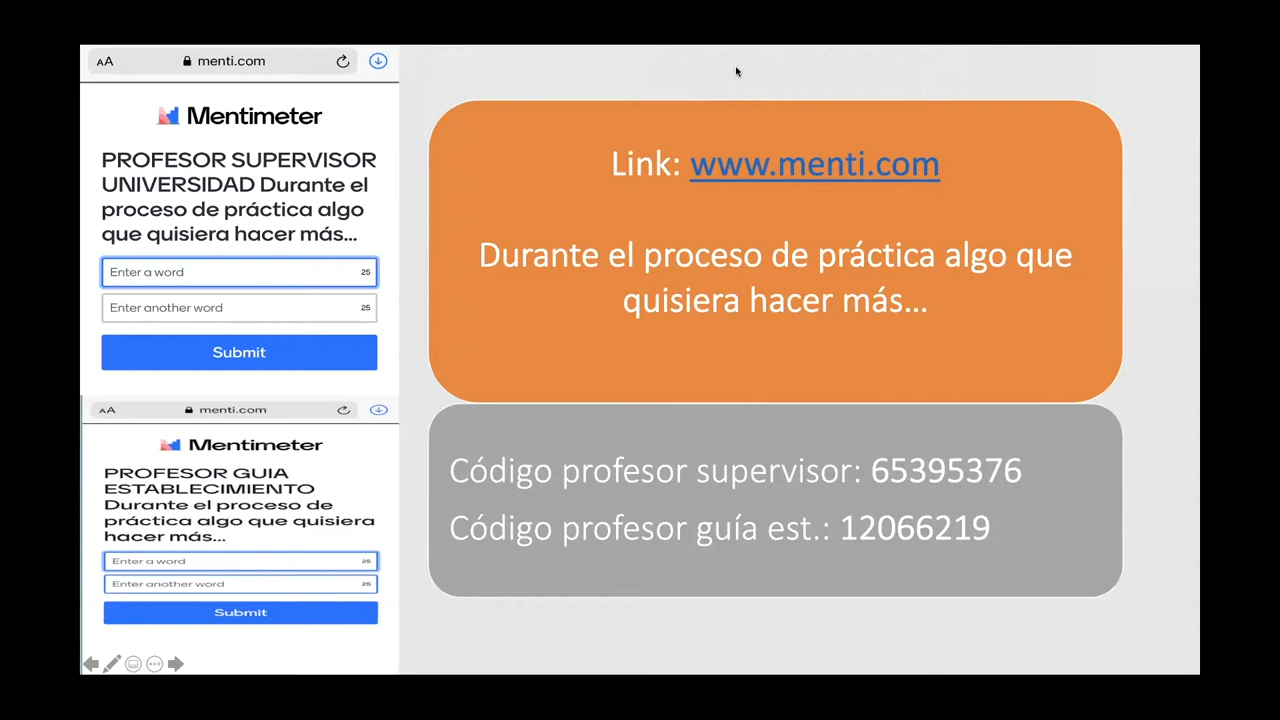 AA menti.com
Mentimeter
PROFESOR SUPERVISOR
UNIVERSIDAD Durante el
proceso de práctica algo
que quisiera hacer más...
Enter a word 25
Enter another word 25
Submit
AA menti.com
Mentimeter
PROFESOR GUIA
ESTABLECIMIENTO
Durante el proceso de
práctica algo que quisiera
hacer más...
Enter a word 25
Enter another word 25
Submit
Link: www.menti.com
Durante el proceso de práctica algo que
quisiera hacer más...
Código profesor supervisor: 65395376
Código profesor guía est.: 12066219